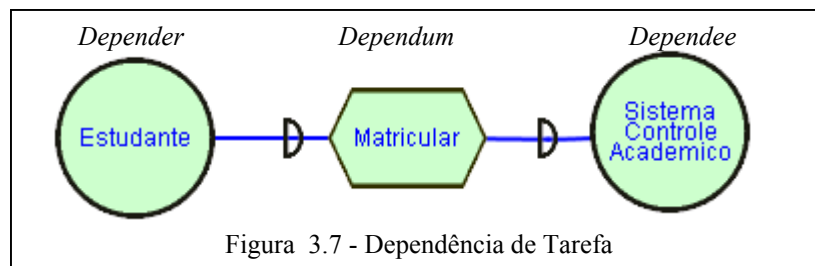 Depender Dependum Dependee
Estudante
Matricular
Sistema
Controle
Academico
Figura 3.7 - Dependência de Tarefa